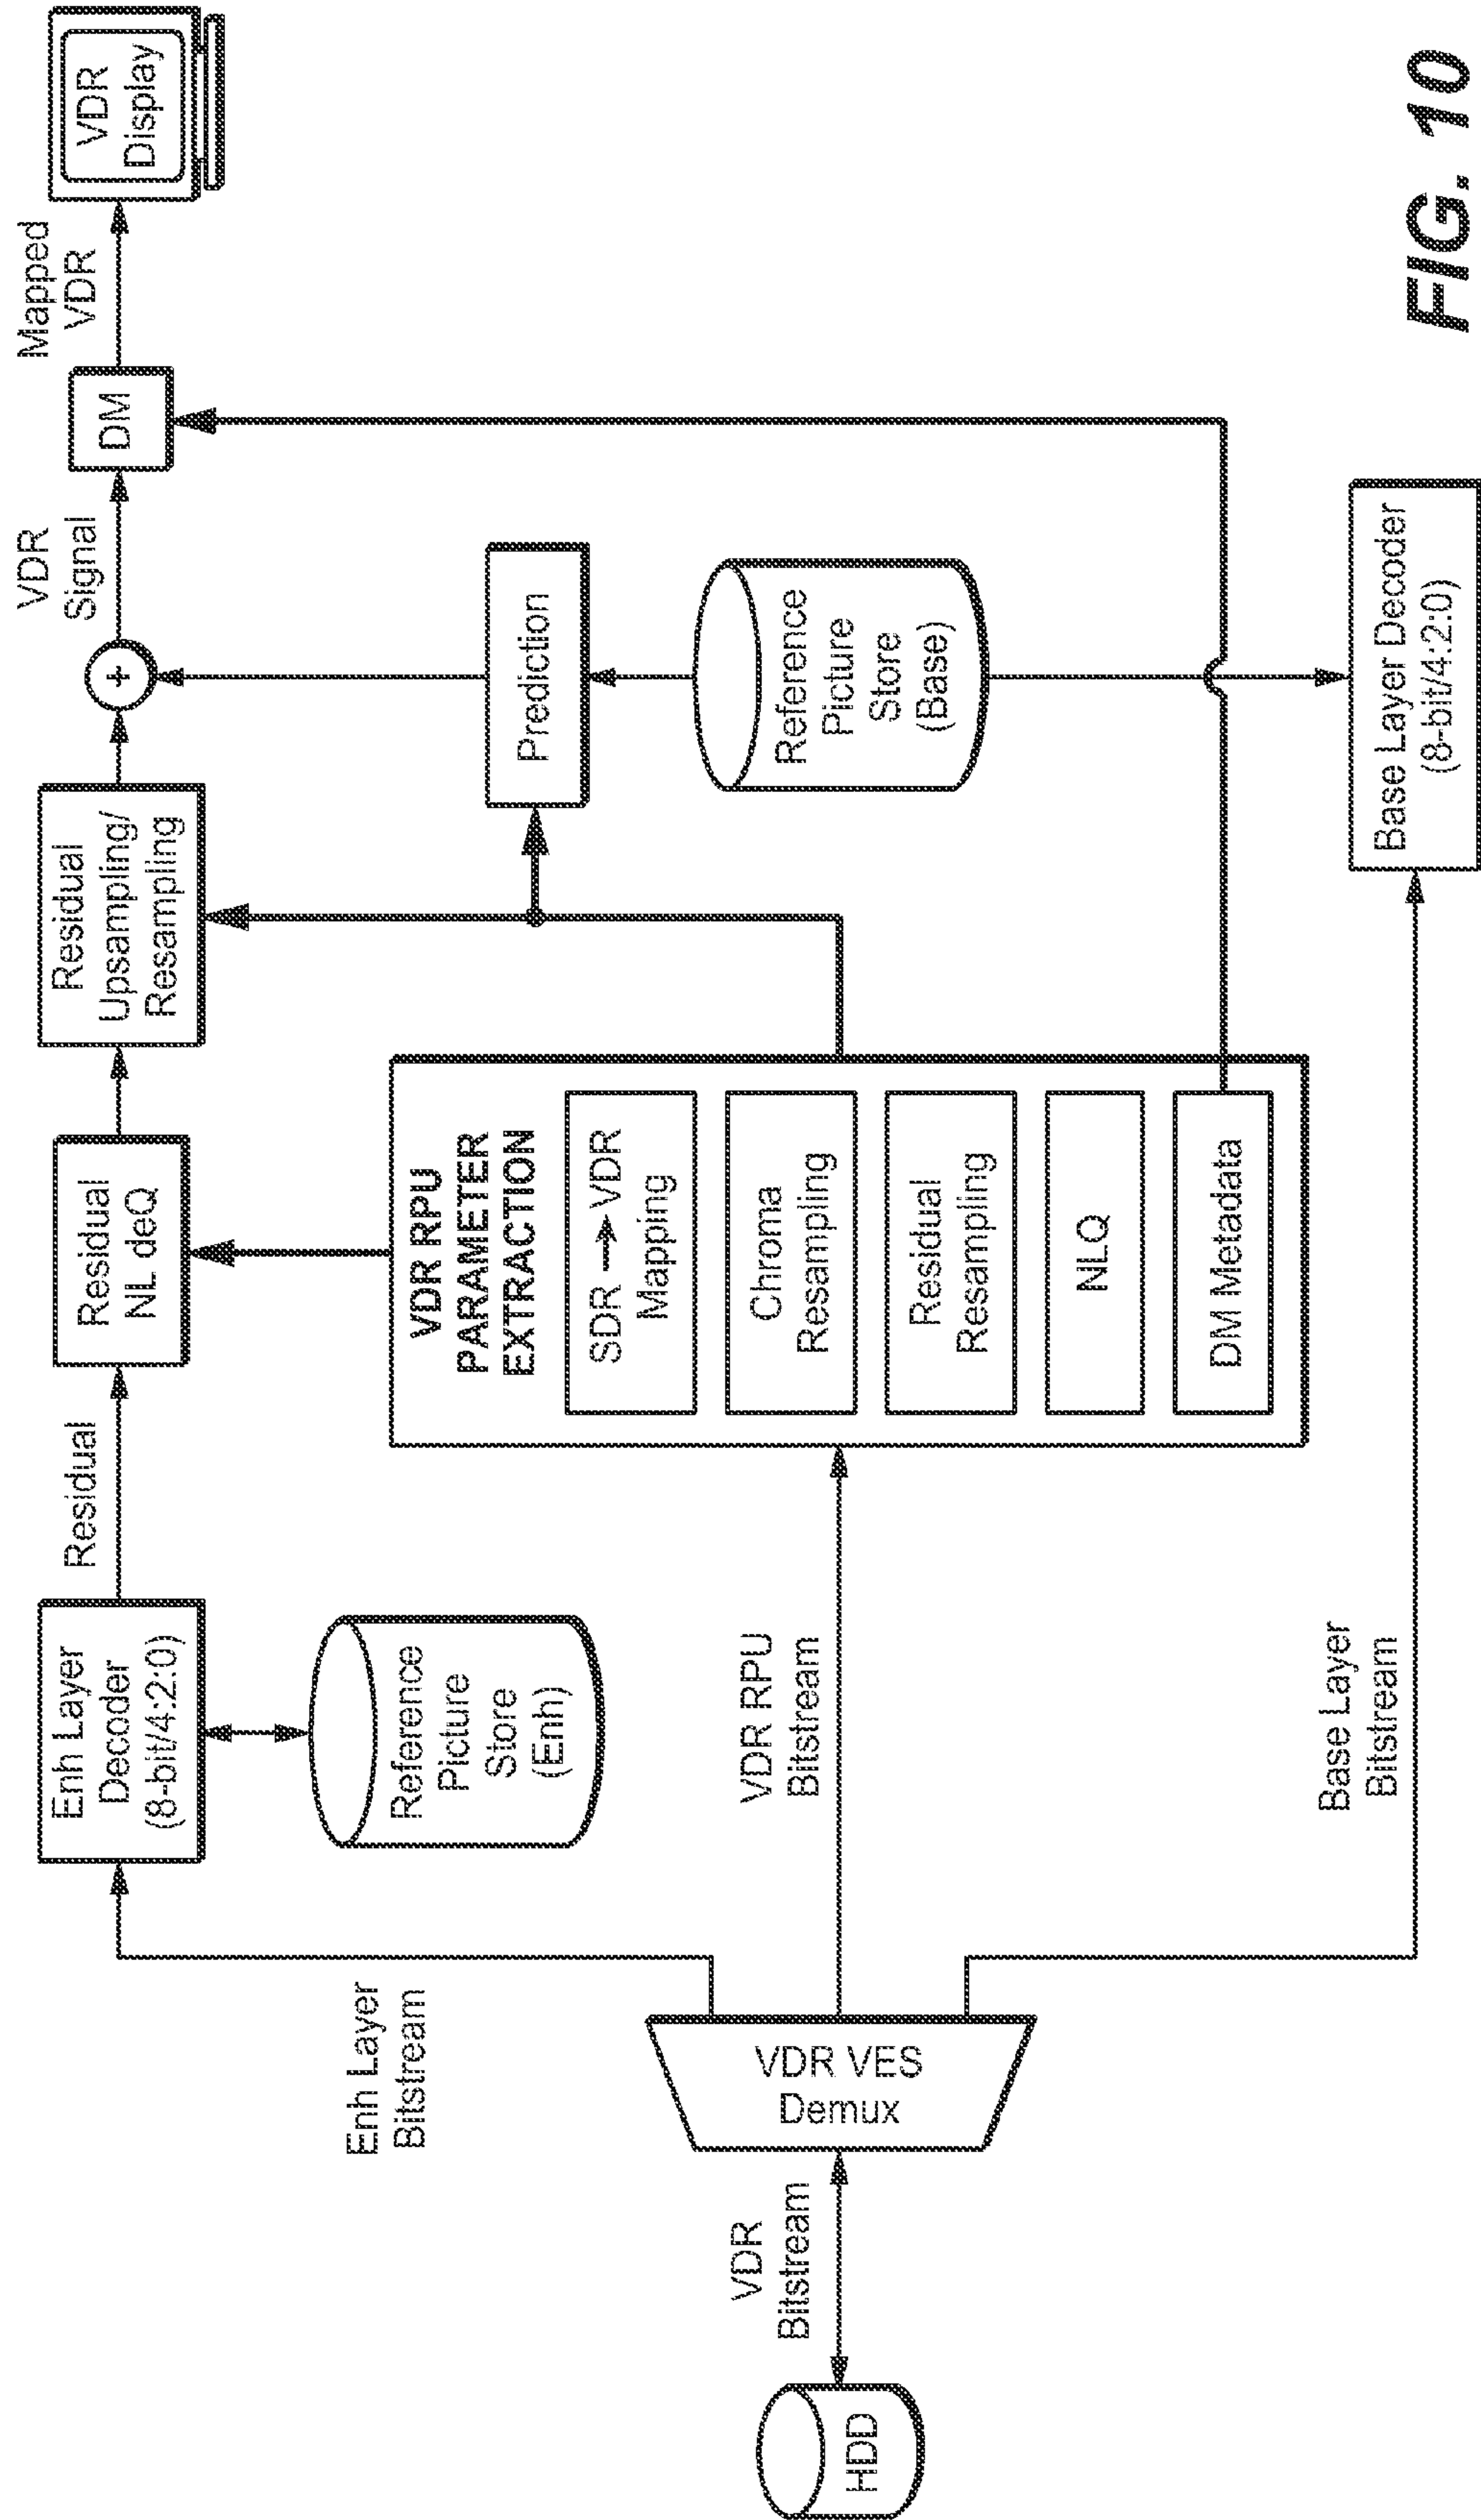 HDD
VDR
Bitstream
VDR VES
Demux
Enh Layer
Bitstream
Enh Layer
Decoder
(8-bit/4:2:0)
Reference
Picture
Store
(Enh)
Residual
Residual
NL deQ
Residual
Upsampling/
Resampling
VDR
Signal
+
DM
Mapped
VDR
VDR
Display
VDR RPU
Bitstream
VDR RPU
PARAMETER
EXTRACTION
SDR → VDR
Mapping
Chroma
Resampling
Residual
Resampling
NLQ
DM Metadata
Prediction
Reference
Picture
Store
(Base)
Base Layer
Bitstream
Base Layer Decoder
(8-bit/4:2:0)
FIG. 10